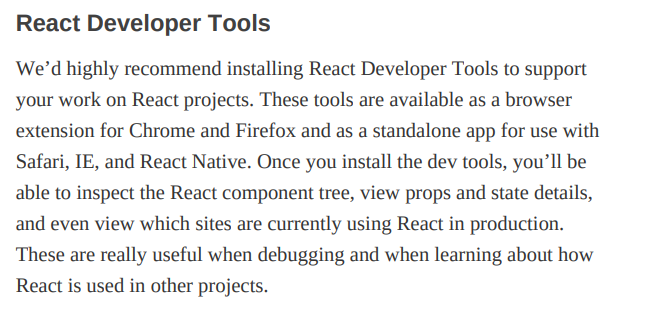 React Developer Tools
We’d highly recommend installing React Developer Tools to support
your work on React projects. These tools are available as a browser
extension for Chrome and Firefox and as a standalone app for use with
Safari, IE, and React Native. Once you install the dev tools, you’ll be
able to inspect the React component tree, view props and state details,
and even view which sites are currently using React in production.
These are really useful when debugging and when learning about how
React is used in other projects.